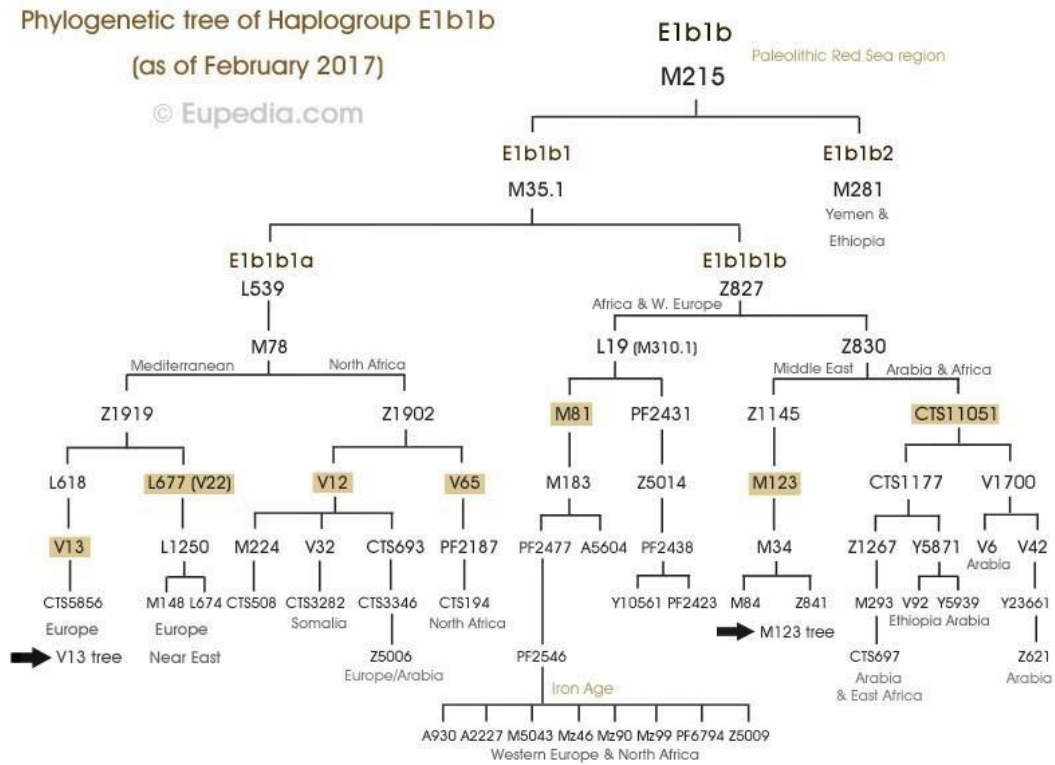 Phylogenetic tree of Haplogroup E1b1b
(as of February 2017)
© Eupedia.com
E1b1b
Paleolithic Red Sea region
M215
E1b1b1 E1b1b2
M35.1 M281
Yemen &
Ethiopia
E1b1b1a E1b1b1b
L539 Z827
Africa & W. Europe
M78 L19 (M310.1) Z830
Mediterranean North Africa Middle East Arabia & Africa
Z1919 Z1902 M81 PF2431 Z1145 CTS11051
L618 L677 (V22) V12 V65 M183 Z5014 M123 CTS1177 V1700
V13 L1250 M224 V32 CTS693 PF2187 PF2477 A5604 PF2438 M34 Z1267 Y5871 V6 V42
Arabia
CTS5856 M148 L674 CTS508 CTS3282 CTS3346 CTS194 Y10561 PF2423 M84 Z841 M293 V92 Y5939 Y23661
Europe Europe Somalia North Africa Ethiopia Arabia
V13 tree Near East Z5006 PF2546 M123 tree CTS697 Z621
Europe/Arabia Arabia Arabia
& East Africa
Iron Age
A930 A2227 M5043 Mz46 Mz90 Mz99 PF6794 Z5009
Western Europe & North Africa